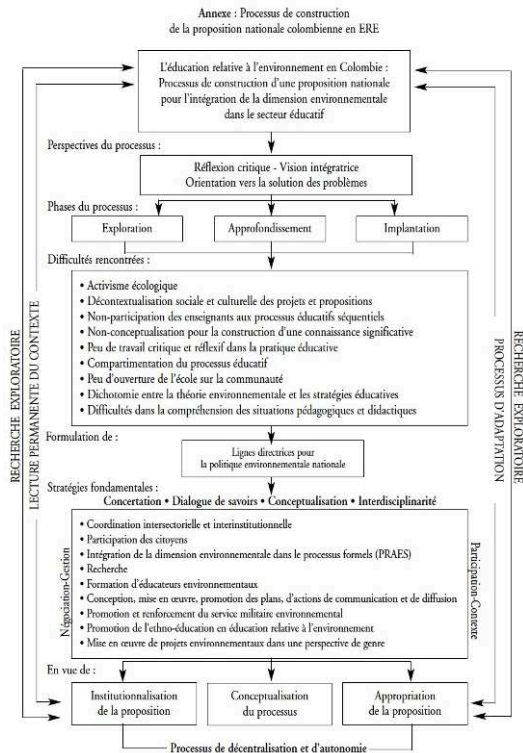 Annexe : Processus de construction
de la proposition nationale colombienne en ERE
L'éducation relative à l'environnement en Colombie :
Processus de construction d'une proposition nationale
pour l'intégration de la dimension environnementale
dans le secteur éducatif
Perspectives du processus :
Réflexion critique - Vision intégratrice
Orientation vers la solution des problèmes
Phases du processus :
Exploration
Approfondissement
Implantation
Difficultés rencontrées :
• Activisme écologique
• Décontextualisation sociale et culturelle des projets et propositions
• Non-participation des enseignants aux processus éducatifs séquentiels
• Non-conceptualisation pour la construction d'une connaissance significative
• Peu de travail critique et réflexif dans la pratique éducative
• Compartimentation du processus éducatif
• Peu d'ouverture de l'école sur la communauté
• Dichotomie entre la théorie environnementale et les stratégies éducatives
• Difficultés dans la compréhension des situations pédagogiques et didactiques
Formulation de :
Lignes directrices pour
la politique environnementale nationale
Stratégies fondamentales :
Concertation • Dialogue de savoirs • Conceptualisation • Interdisciplinarité
• Coordination intersectorielle et interinstitutionnelle
• Participation des citoyens
• Intégration de la dimension environnementale dans le processus formels (PRAES)
• Recherche
• Formation d'éducateurs environnementaux
• Conception, mise en œuvre, promotion des plans, d'actions de communication et de diffusion
• Promotion et renforcement du service militaire environnemental
• Promotion de l'ethno-éducation en éducation relative à l'environnement
• Mise en œuvre de projets environnementaux dans une perspective de genre
Négociation-Gestion
Participation-Contexte
En vue de :
Institutionnalisation
de la proposition
Conceptualisation
du processus
Appropriation
de la proposition
Processus de décentralisation et d'autonomie
RECHERCHE EXPLORATOIRE
LECTURE PERMANENTE DU CONTEXTE
PROCESSUS D'ADAPTATION
RECHERCHE EXPLORATOIRE